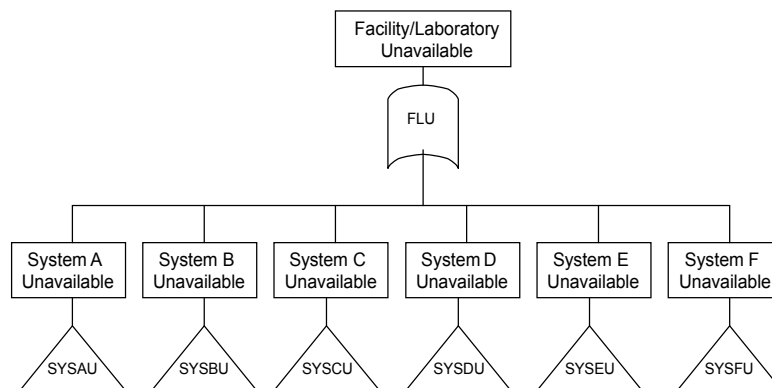 Facility/Laboratory
Unavailable
FLU
System A
Unavailable
System B
Unavailable
System C
Unavailable
System D
Unavailable
System E
Unavailable
System F
Unavailable
SYSAU
SYSBU
SYSCU
SYSDU
SYSEU
SYSFU